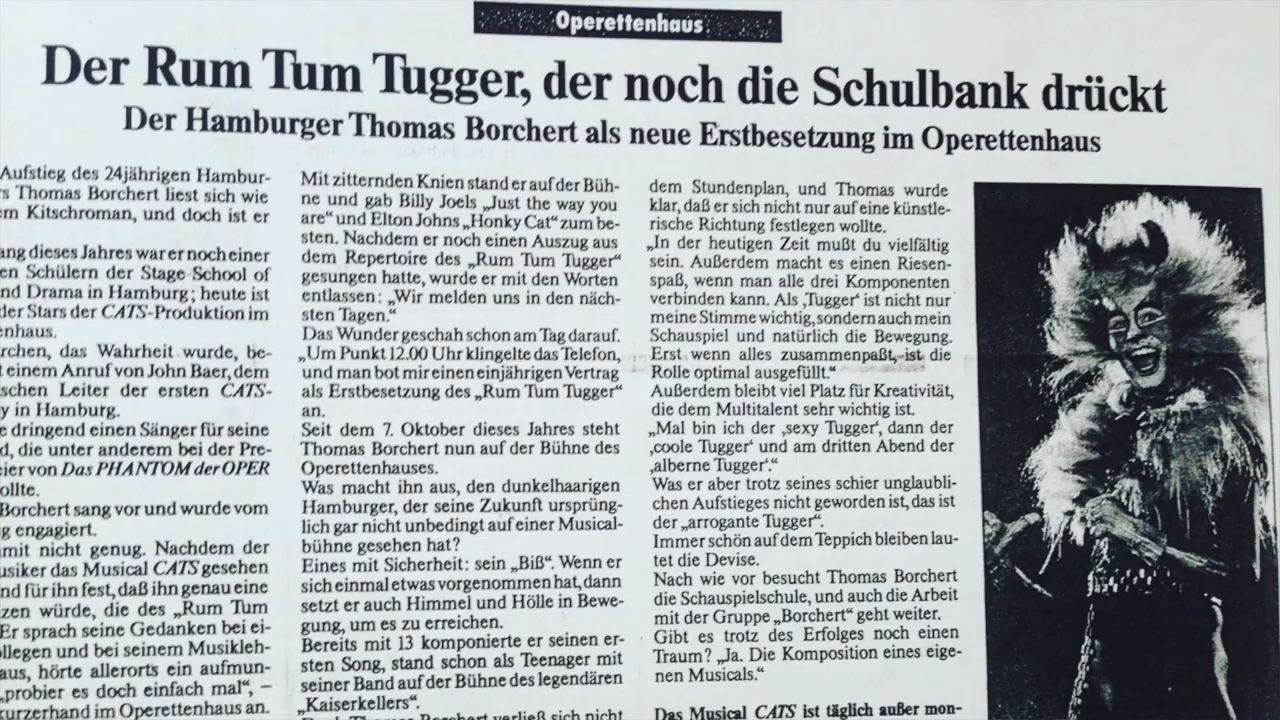 Operettenhaus
Der Rum Tum Tugger, der noch die Schulbank drückt
Der Hamburger Thomas Borchert als neue Erstbesetzung im Operettenhaus
Aufstieg des 24jährigen Hambur-
s Thomas Borchert liest sich wie
m Kitschroman, und doch ist er
ang dieses Jahres war er noch einer
en Schülern der Stage School of
nd Drama in Hamburg; heute ist
der Stars der CATS-Produktion im
enhaus.
rchen, das Wahrheit wurde, be-
t einem Anruf von John Baer, dem
schen Leiter der ersten CATS-
y in Hamburg.
e dringend einen Sänger für seine
d, die unter anderem bei der Pre-
ier von Das PHANTOM der OPER
ollte.
Borchert sang vor und wurde vom
g engagiert.
mit nicht genug. Nachdem der
usiker das Musical CATS gesehen
nd für ihn fest, daß ihn genau eine
zen würde, die des „Rum Tum
Er sprach seine Gedanken bei ei-
llegen und bei seinem Musikleh-
aus, hörte allerorts ein aufmun-
„probier es doch einfach mal“, –
kurzerhand im Operettenhaus an.
Mit zitternden Knien stand er auf der Büh-
ne und gab Billy Joels „Just the way you
are“ und Elton Johns „Honky Cat“ zum be-
sten. Nachdem er noch einen Auszug aus
dem Repertoire des „Rum Tum Tugger“
gesungen hatte, wurde er mit den Worten
entlassen: „Wir melden uns in den näch-
sten Tagen.“
Das Wunder geschah schon am Tag darauf.
„Um Punkt 12.00 Uhr klingelte das Telefon,
und man bot mir einen einjährigen Vertrag
als Erstbesetzung des „Rum Tum Tugger“
an.
Seit dem 7. Oktober dieses Jahres steht
Thomas Borchert nun auf der Bühne des
Operettenhauses.
Was macht ihn aus, den dunkelhaarigen
Hamburger, der seine Zukunft ursprüng-
lich gar nicht unbedingt auf einer Musical-
bühne gesehen hat?
Eines mit Sicherheit: sein „Biß“. Wenn er
sich einmal etwas vorgenommen hat, dann
setzt er auch Himmel und Hölle in Bewe-
gung, um es zu erreichen.
Bereits mit 13 komponierte er seinen er-
sten Song, stand schon als Teenager mit
seiner Band auf der Bühne des legendären
„Kaiserkellers“.
Doch Thomas Borchert verließ sich nicht
dem Stundenplan, und Thomas wurde
klar, daß er sich nicht nur auf eine künstle-
rische Richtung festlegen wollte.
„In der heutigen Zeit mußt du vielfältig
sein. Außerdem macht es einen Riesen-
spaß, wenn man alle drei Komponenten
verbinden kann. Als ‚Tugger‘ ist nicht nur
meine Stimme wichtig, sondern auch mein
Schauspiel und natürlich die Bewegung.
Erst wenn alles zusammenpaßt, ist die
Rolle optimal ausgefüllt.“
Außerdem bleibt viel Platz für Kreativität,
die dem Multitalent sehr wichtig ist.
„Mal bin ich der ‚sexy Tugger‘, dann der
‚coole Tugger‘ und am dritten Abend der
‚alberne Tugger‘.“
Was er aber trotz seines schier unglaubli-
chen Aufstieges nicht geworden ist, das ist
der „arrogante Tugger“.
Immer schön auf dem Teppich bleiben lau-
tet die Devise.
Nach wie vor besucht Thomas Borchert
die Schauspielschule, und auch die Arbeit
mit der Gruppe „Borchert“ geht weiter.
Gibt es trotz des Erfolges noch einen
Traum? „Ja. Die Komposition eines eige-
nen Musicals.“
Das Musical CATS ist täglich außer mon-